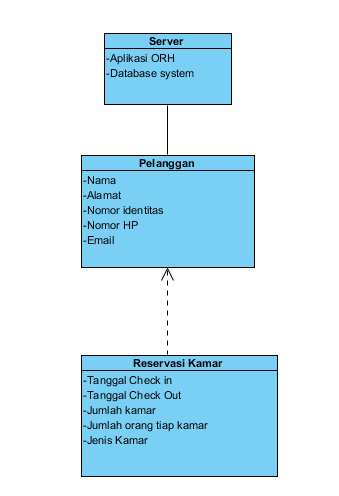 Server
-Aplikasi ORH
-Database system
Pelanggan
-Nama
-Alamat
-Nomor identitas
-Nomor HP
-Email
Reservasi Kamar
-Tanggal Check in
-Tanggal Check Out
-Jumlah kamar
-Jumlah orang tiap kamar
-Jenis Kamar